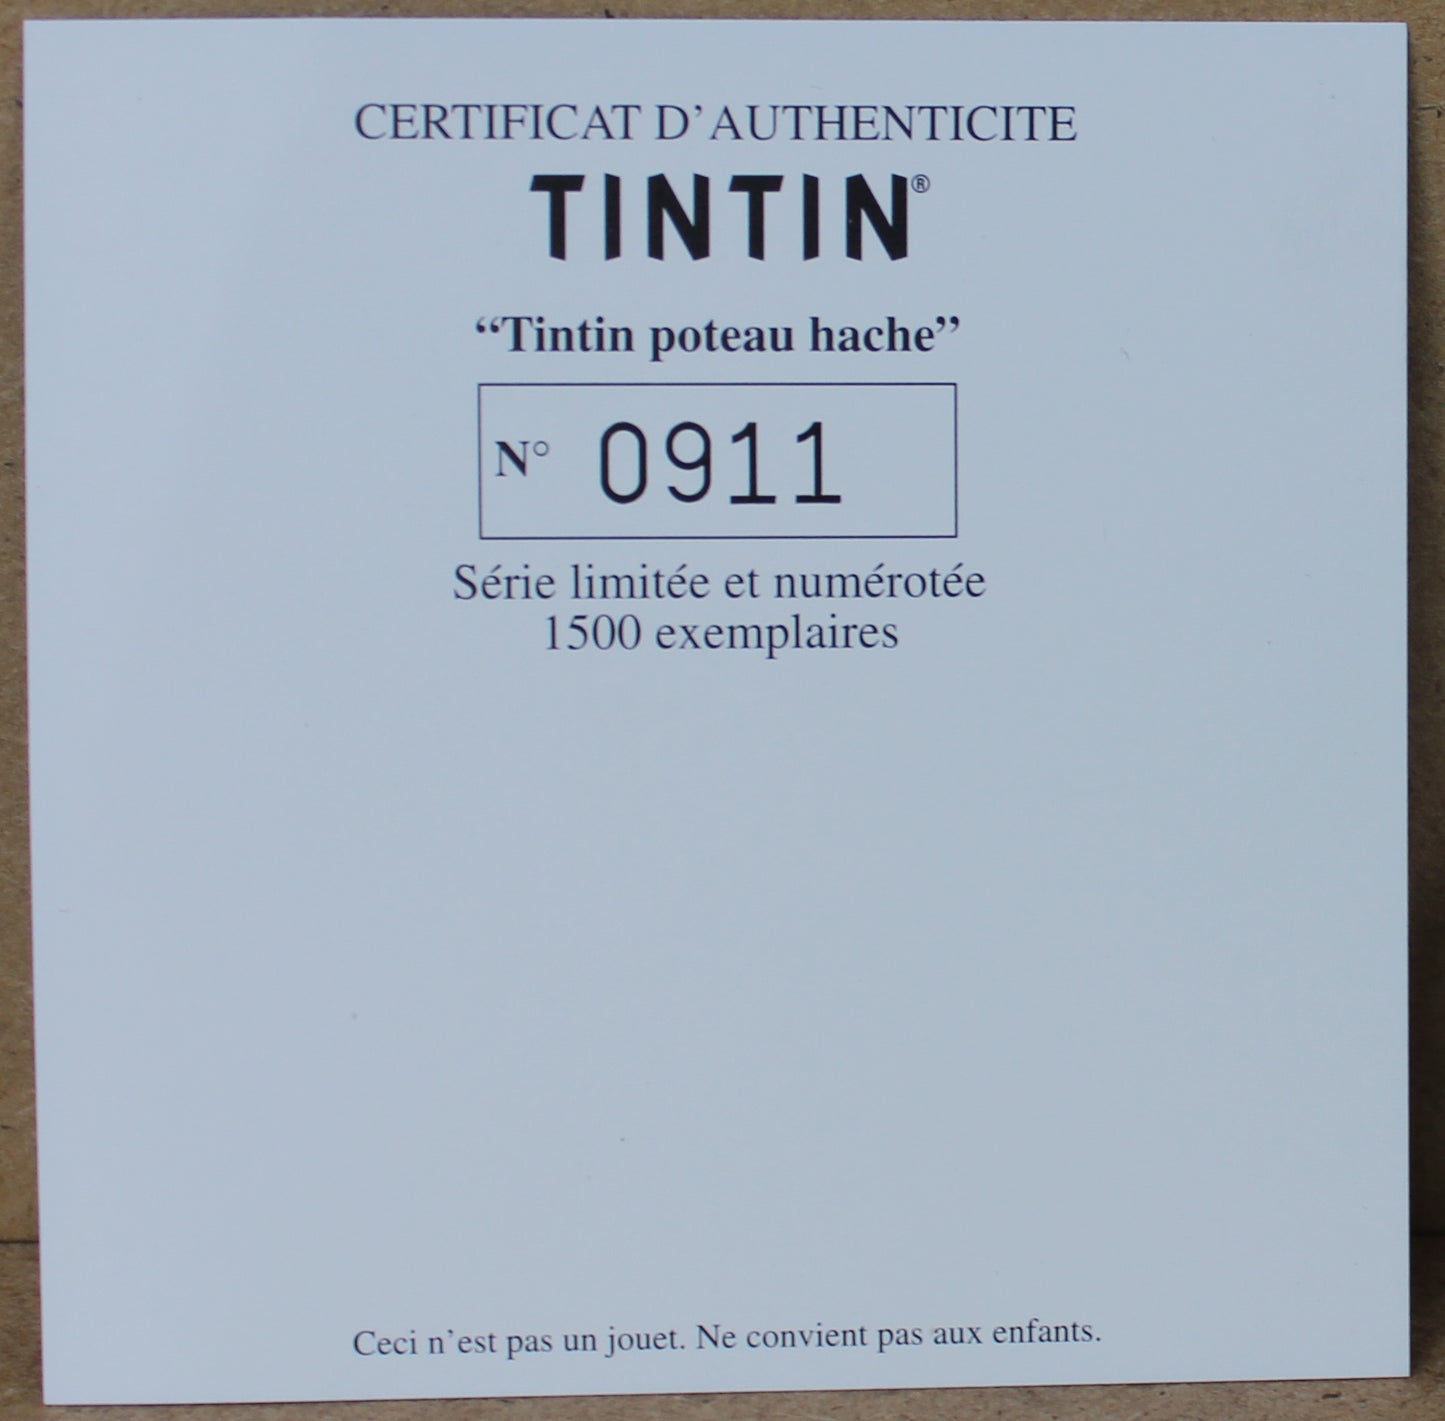 CERTIFICAT D’AUTHENTICITE
TINTIN®
“Tintin poteau hache”
N° 0911
Série limitée et numérotée
1500 exemplaires
Ceci n’est pas un jouet. Ne convient pas aux enfants.